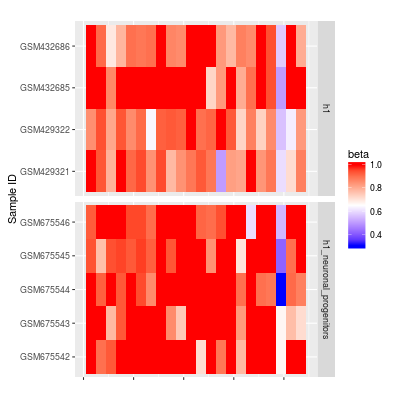 GSM432686
GSM432685
GSM429322
GSM429321
h1
GSM675546
GSM675545
GSM675544
GSM675543
GSM675542
h1_neuronal_progenitors
Sample ID
beta
1.0
0.8
0.6
0.4